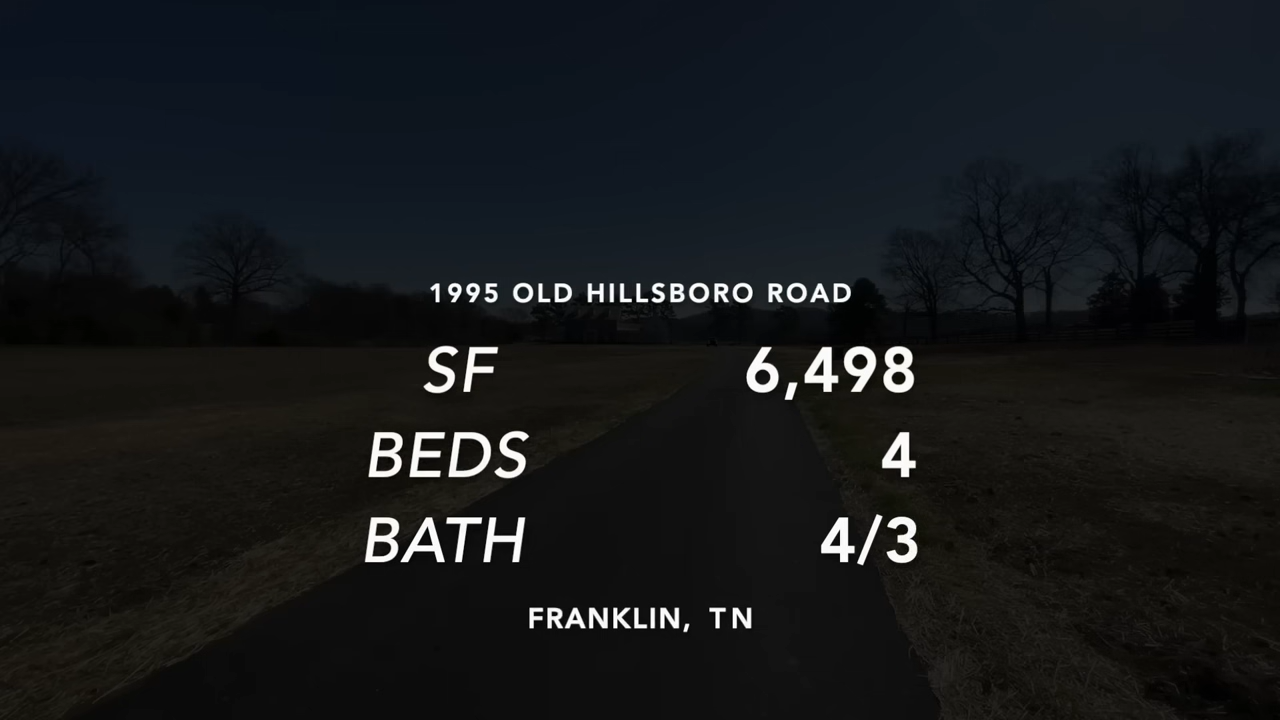 1995 OLD HILLSBORO ROAD
SF 6,498
BEDS 4
BATH 4/3
FRANKLIN, TN